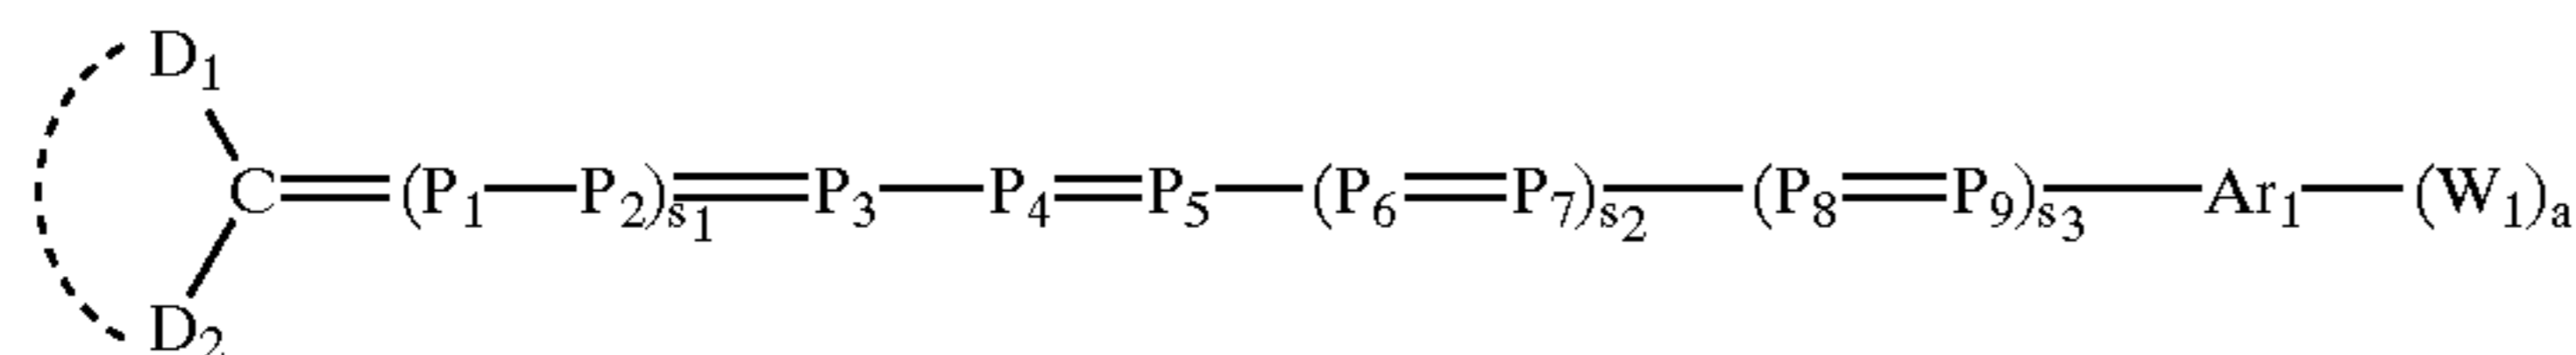 D₁
C=(P₁—P₂)ₛ₁=P₃—P₄=P₅—(P₆=P₇)ₛ₂—(P₈=P₉)ₛ₃—Ar₁—(W₁)ₐ
D₂